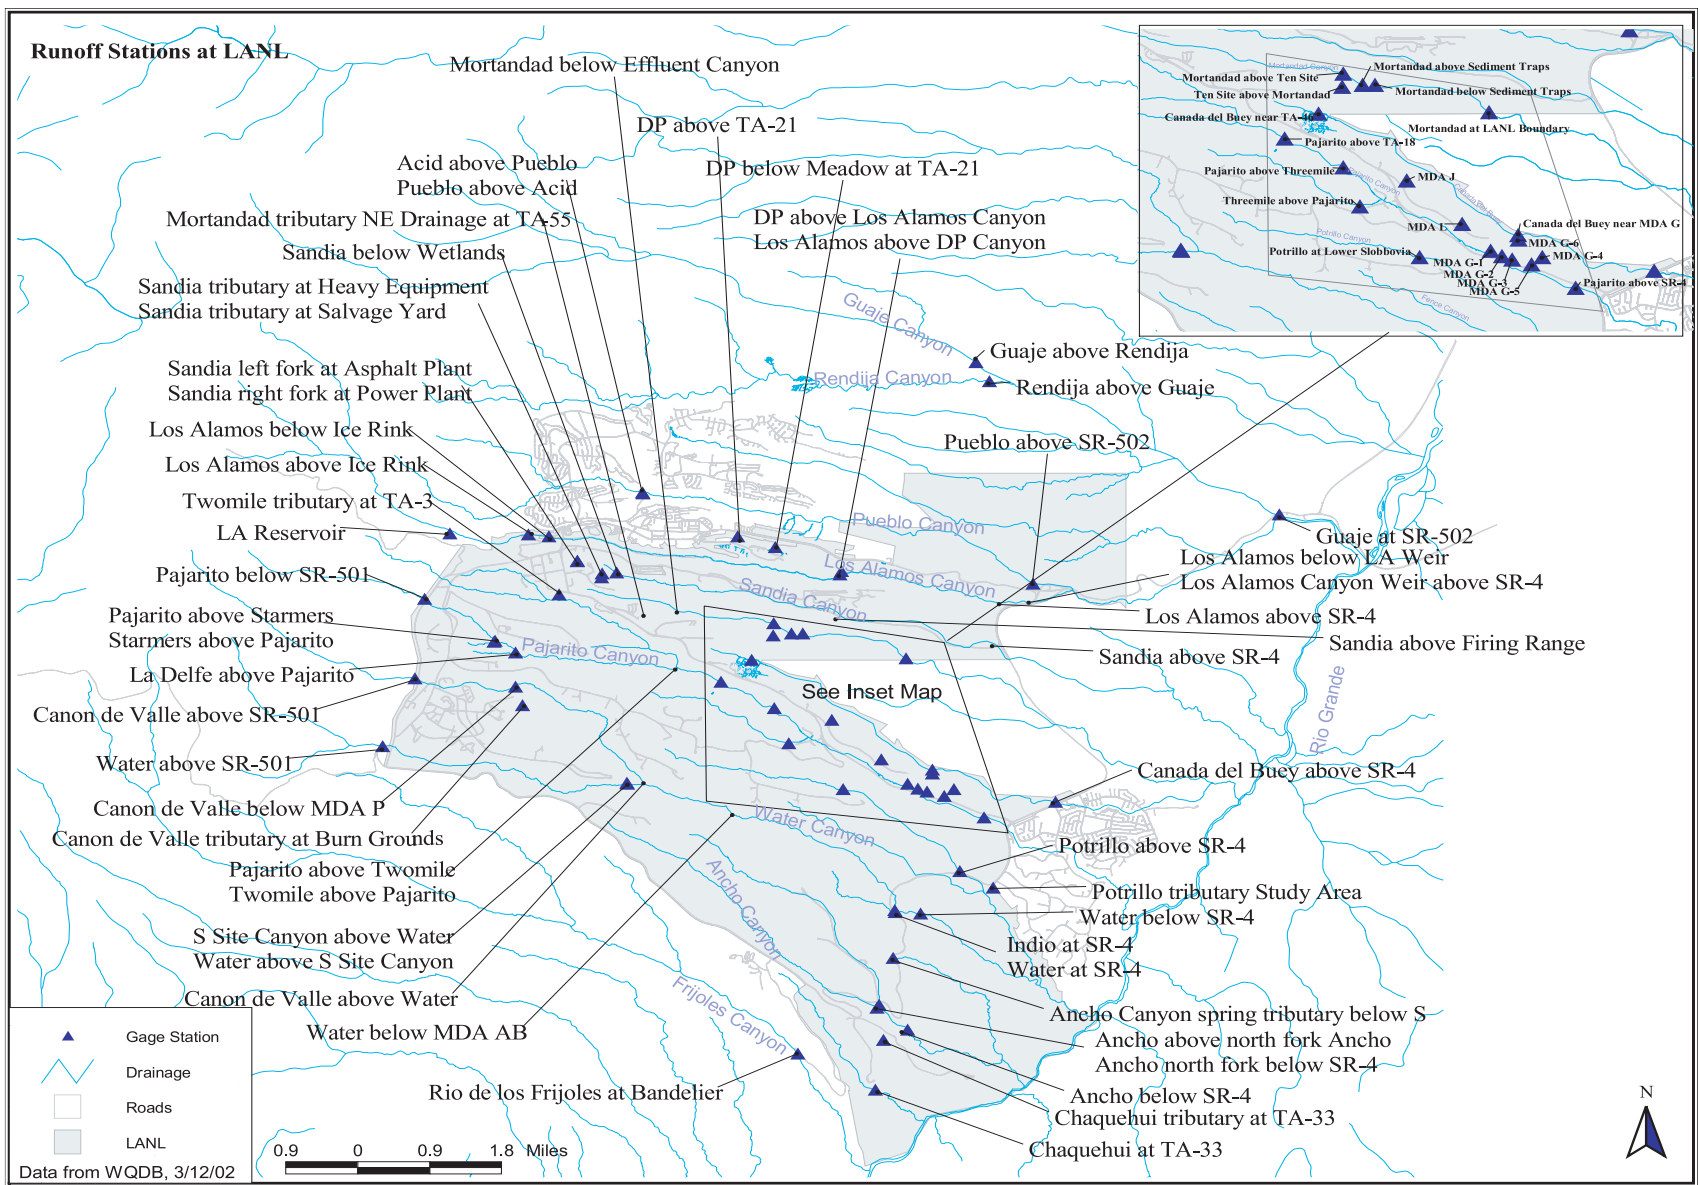 Runoff Stations at LANL
Mortandad below Effluent Canyon
DP above TA-21
Acid above Pueblo
Pueblo above Acid
DP below Meadow at TA-21
Mortandad tributary NE Drainage at TA-55
DP above Los Alamos Canyon
Los Alamos above DP Canyon
Sandia below Wetlands
Sandia tributary at Heavy Equipment
Sandia tributary at Salvage Yard
Sandia left fork at Asphalt Plant
Sandia right fork at Power Plant
Los Alamos below Ice Rink
Los Alamos above Ice Rink
Twomile tributary at TA-3
LA Reservoir
Pajarito below SR-501
Pajarito above Starmers
Starmers above Pajarito
La Delfe above Pajarito
Canon de Valle above SR-501
Water above SR-501
Canon de Valle below MDA P
Canon de Valle tributary at Burn Grounds
Pajarito above Twomile
Twomile above Pajarito
S Site Canyon above Water
Water above S Site Canyon
Canon de Valle above Water
Water below MDA AB
Rio de los Frijoles at Bandelier
Guaje Canyon
Rendija Canyon
Guaje above Rendija
Rendija above Guaje
Pueblo above SR-502
Pueblo Canyon
Los Alamos Canyon
Sandia Canyon
Pajarito Canyon
See Inset Map
Water Canyon
Ancho Canyon
Frijoles Canyon
Rio Grande
Guaje at SR-502
Los Alamos below LA Weir
Los Alamos Canyon Weir above SR-4
Los Alamos above SR-4
Sandia above Firing Range
Sandia above SR-4
Canada del Buey above SR-4
Potrillo above SR-4
Potrillo tributary Study Area
Water below SR-4
Indio at SR-4
Water at SR-4
Ancho Canyon spring tributary below S
Ancho above north fork Ancho
Ancho north fork below SR-4
Ancho below SR-4
Chaquehui tributary at TA-33
Chaquehui at TA-33
Mortandad Canyon
Mortandad above Ten Site
Mortandad above Sediment Traps
Ten Site above Mortandad
Mortandad below Sediment Traps
Canada del Buey near TA-46
Mortandad at LANL Boundary
Pajarito above TA-18
Pajarito above Threemile
Pajarito Canyon
MDA J
Canada Del Buey
Threemile above Pajarito
MDA L
Canada del Buey near MDA G
Potrillo Canyon
MDA G-6
Potrillo at Lower Slobbovia
MDA G-4
MDA G-1
MDA G-2
MDA G-3
MDA G-5
Pajarito above SR-4
Fence Canyon
Gage Station
Drainage
Roads
LANL
Data from WQDB, 3/12/02
0.9 0 0.9 1.8 Miles
N